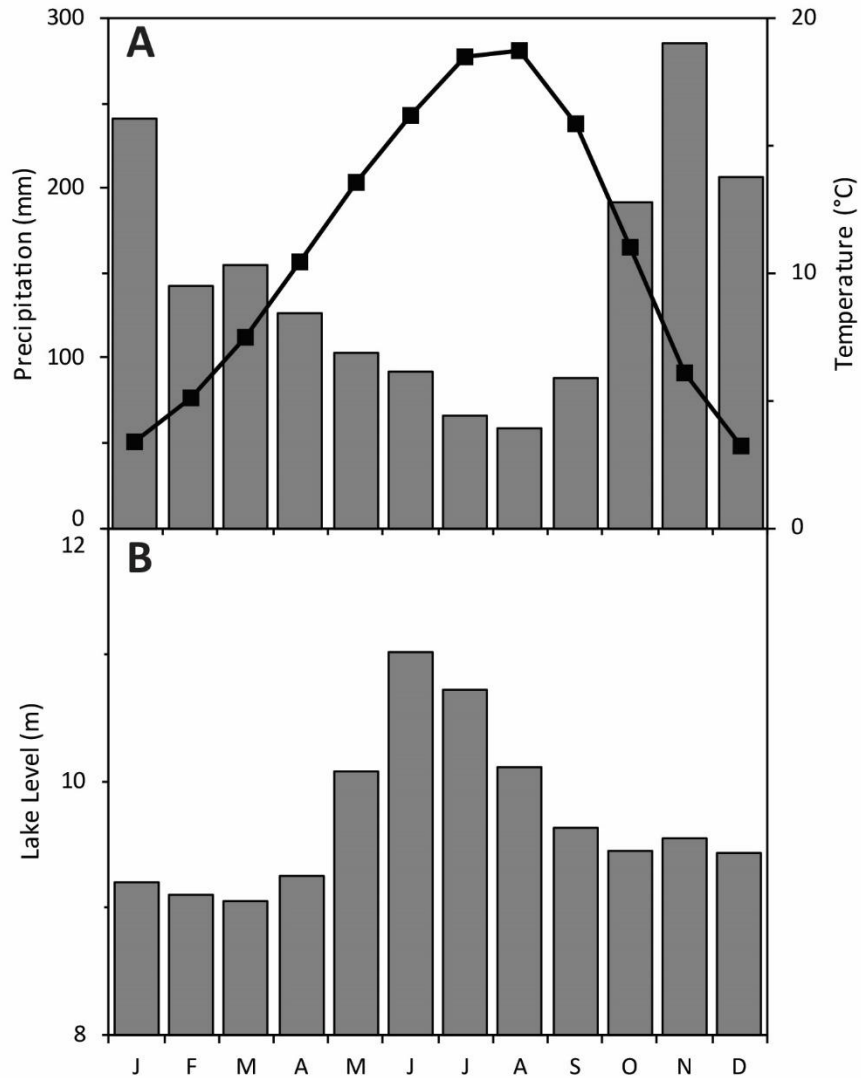 A
300
200
100
0
Precipitation (mm)
20
10
0
Temperature (°C)
B
12
10
8
Lake Level (m)
J F M A M J J A S O N D